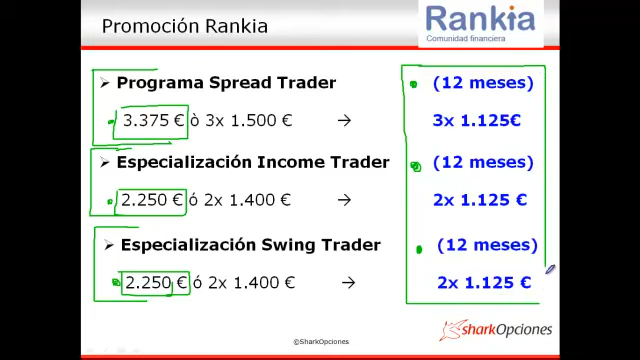 Promoción Rankia
Rankia
Comunidad financiera
➢ Programa Spread Trader (12 meses)
3.375 € ò 3x 1.500 € → 3x 1.125€
➢ Especialización Income Trader (12 meses)
2.250 € ó 2x 1.400 € → 2x 1.125 €
➢ Especialización Swing Trader (12 meses)
2.250 € ó 2x 1.400 € → 2x 1.125 €
©SharkOpciones
sharkOpciones